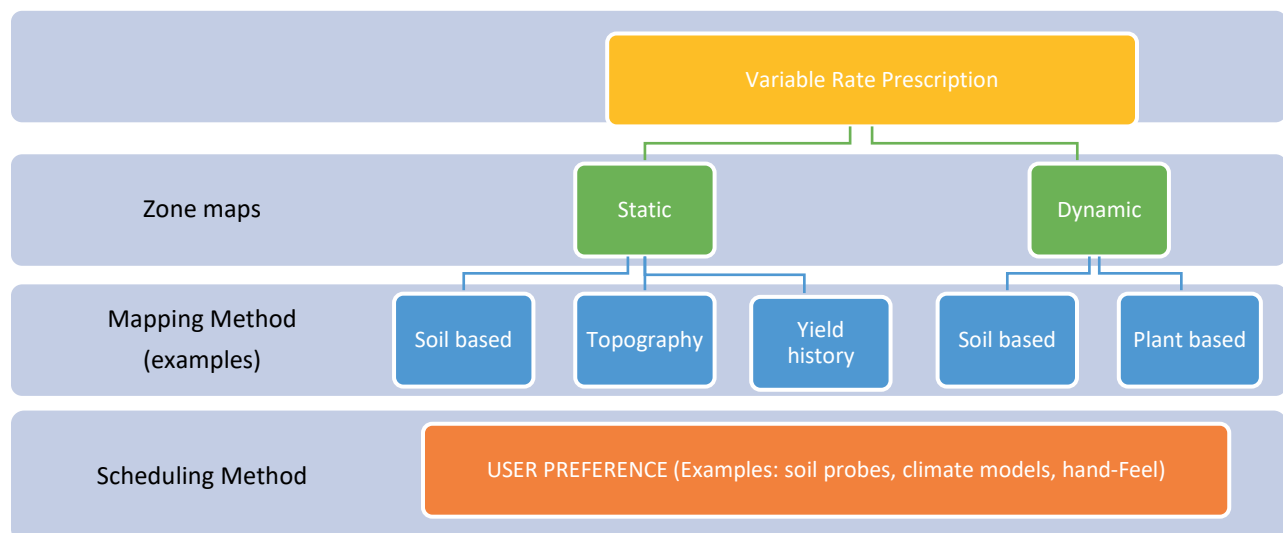 Variable Rate Prescription
Zone maps
Static
Dynamic
Mapping Method
(examples)
Soil based
Topography
Yield
history
Soil based
Plant based
Scheduling Method
USER PREFERENCE (Examples: soil probes, climate models, hand-Feel)